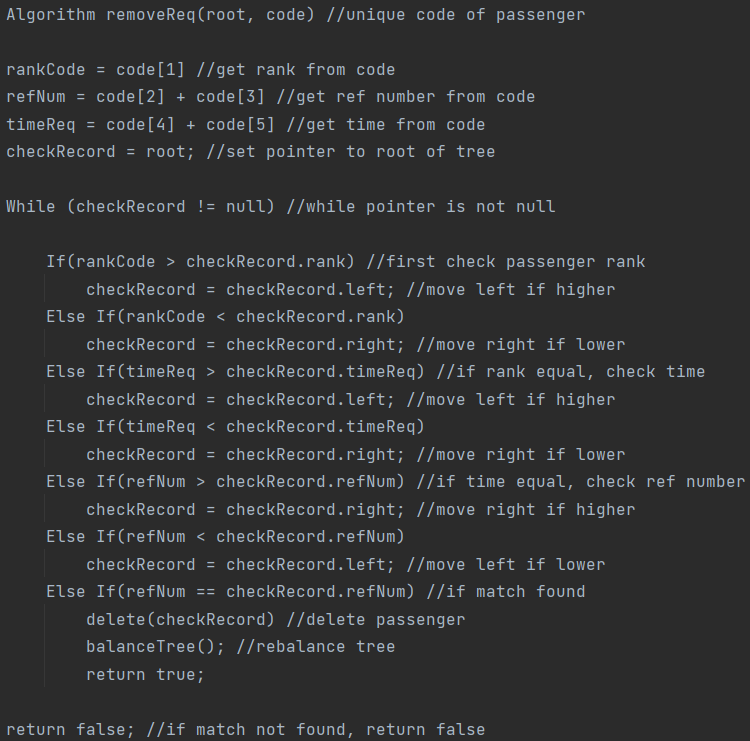 Algorithm removeReq(root, code) //unique code of passenger
rankCode = code[1] //get rank from code
refNum = code[2] + code[3] //get ref number from code
timeReq = code[4] + code[5] //get time from code
checkRecord = root; //set pointer to root of tree
While (checkRecord != null) //while pointer is not null
If(rankCode > checkRecord.rank) //first check passenger rank
checkRecord = checkRecord.left; //move left if higher
Else If(rankCode < checkRecord.rank)
checkRecord = checkRecord.right; //move right if lower
Else If(timeReq > checkRecord.timeReq) //if rank equal, check time
checkRecord = checkRecord.left; //move left if higher
Else If(timeReq < checkRecord.timeReq)
checkRecord = checkRecord.right; //move right if lower
Else If(refNum > checkRecord.refNum) //if time equal, check ref number
checkRecord = checkRecord.right; //move right if higher
Else If(refNum < checkRecord.refNum)
checkRecord = checkRecord.left; //move left if lower
Else If(refNum == checkRecord.refNum) //if match found
delete(checkRecord) //delete passenger
balanceTree(); //rebalance tree
return true;
return false; //if match not found, return false